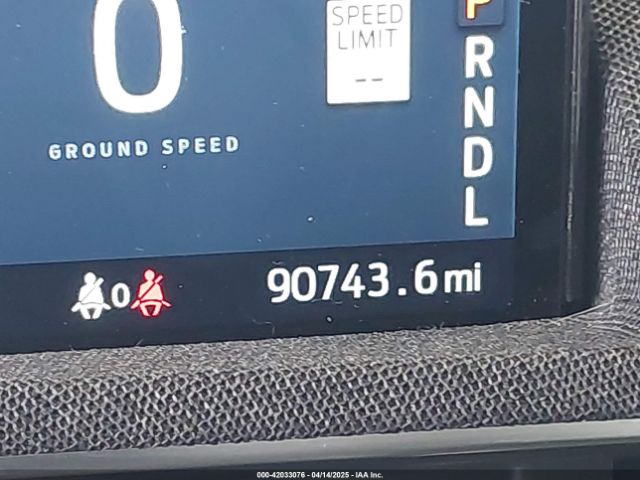 0
SPEED
LIMIT
--
P
R
N
D
L
GROUND SPEED
0
90743.6mi
000-42033076 - 04/14/2025 - IAA Inc.